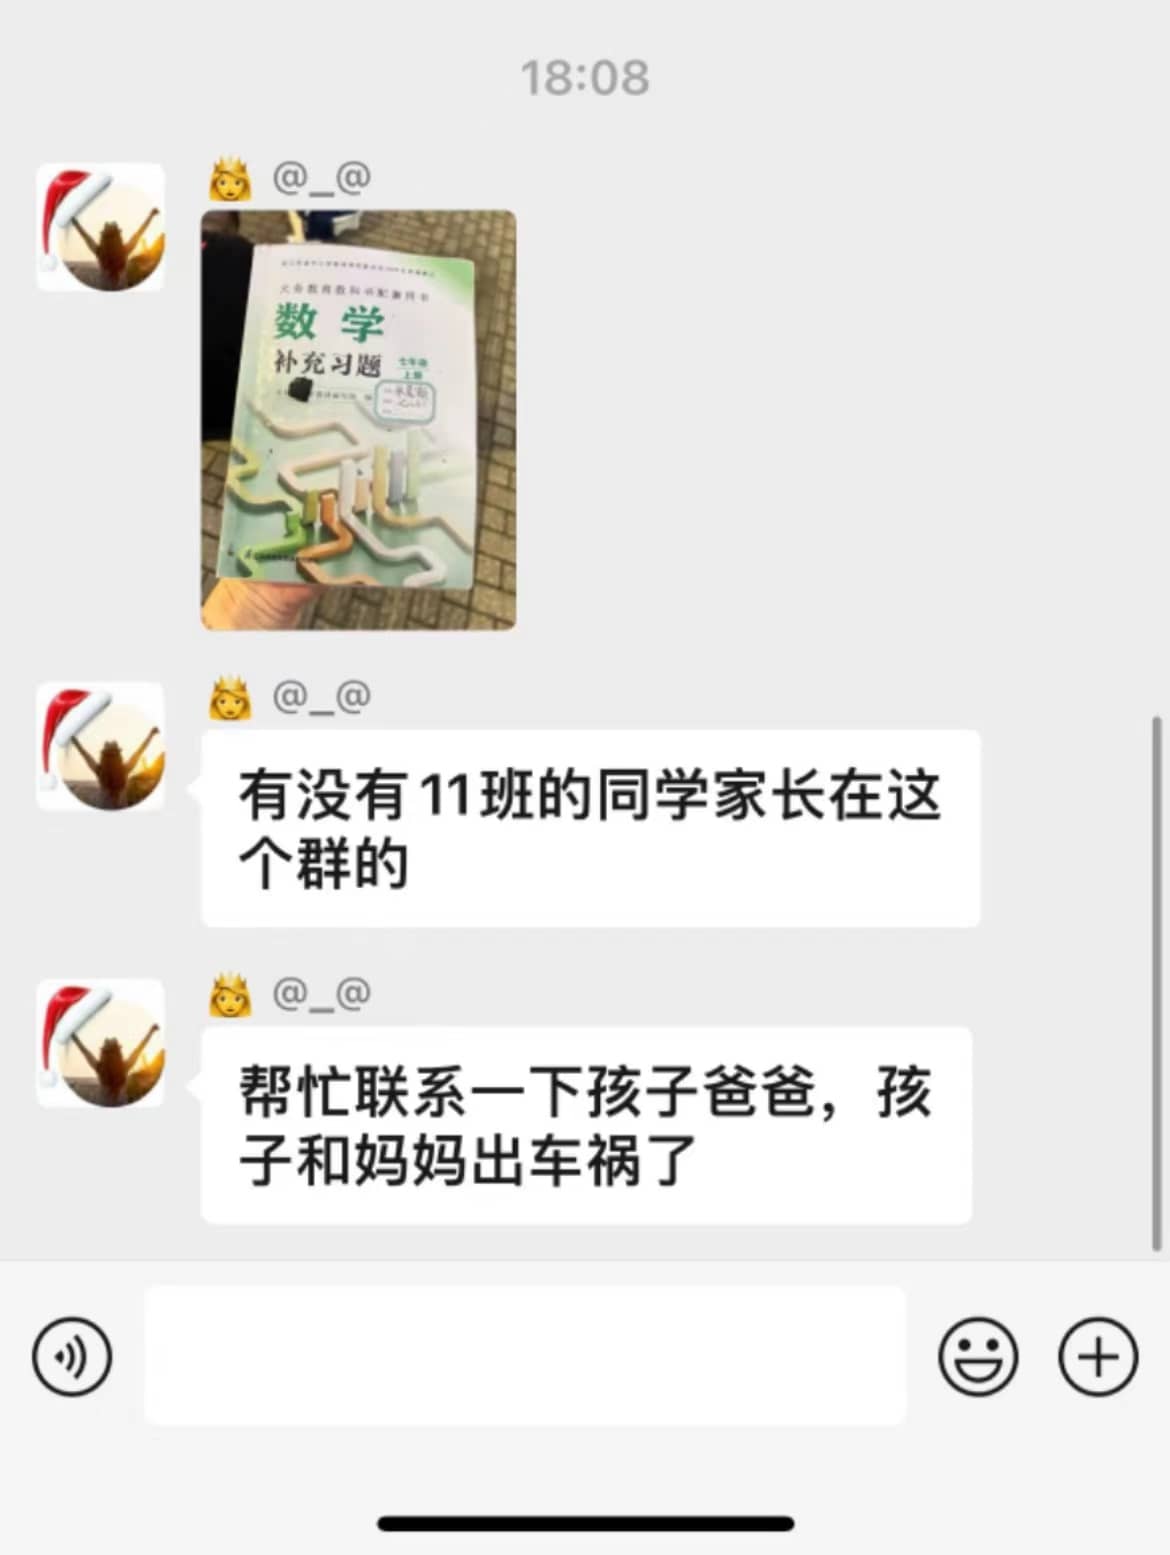 18:08
@_@
义务教育教科书配套用书
数学
补充习题
七年级
上册
@_@
有没有11班的同学家长在这
个群的
@_@
帮忙联系一下孩子爸爸，孩
子和妈妈出车祸了